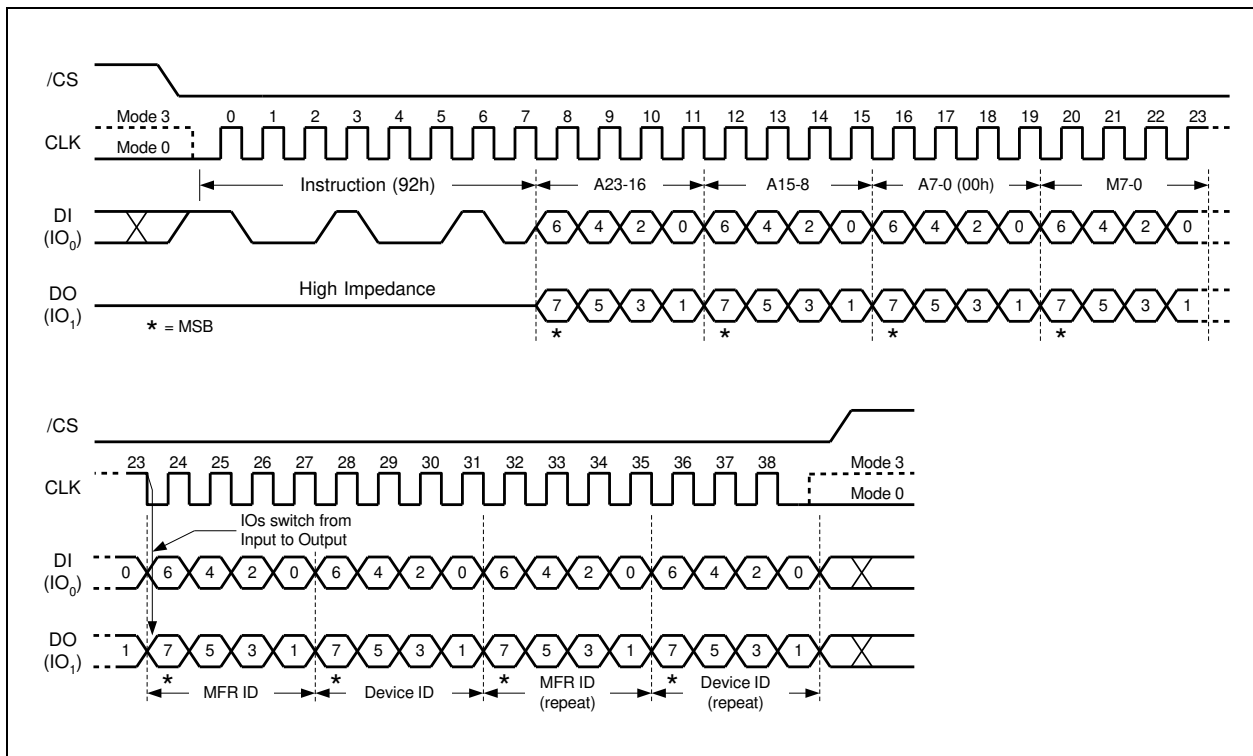 /CS
Mode 3 0 1 2 3 4 5 6 7 8 9 10 11 12 13 14 15 16 17 18 19 20 21 22 23
CLK
Mode 0
Instruction (92h) A23-16 A15-8 A7-0 (00h) M7-0
DI
(IO0)
6 4 2 0 6 4 2 0 6 4 2 0 6 4 2 0
High Impedance
DO
(IO1)
7 5 3 1 7 5 3 1 7 5 3 1 7 5 3 1
* = MSB
* * * *
/CS
23 24 25 26 27 28 29 30 31 32 33 34 35 36 37 38 Mode 3
CLK
Mode 0
IOs switch from
Input to Output
DI
(IO0)
0 6 4 2 0 6 4 2 0 6 4 2 0 6 4 2 0
DO
(IO1)
1 7 5 3 1 7 5 3 1 7 5 3 1 7 5 3 1
* * * *
MFR ID Device ID MFR ID
(repeat)
Device ID
(repeat)